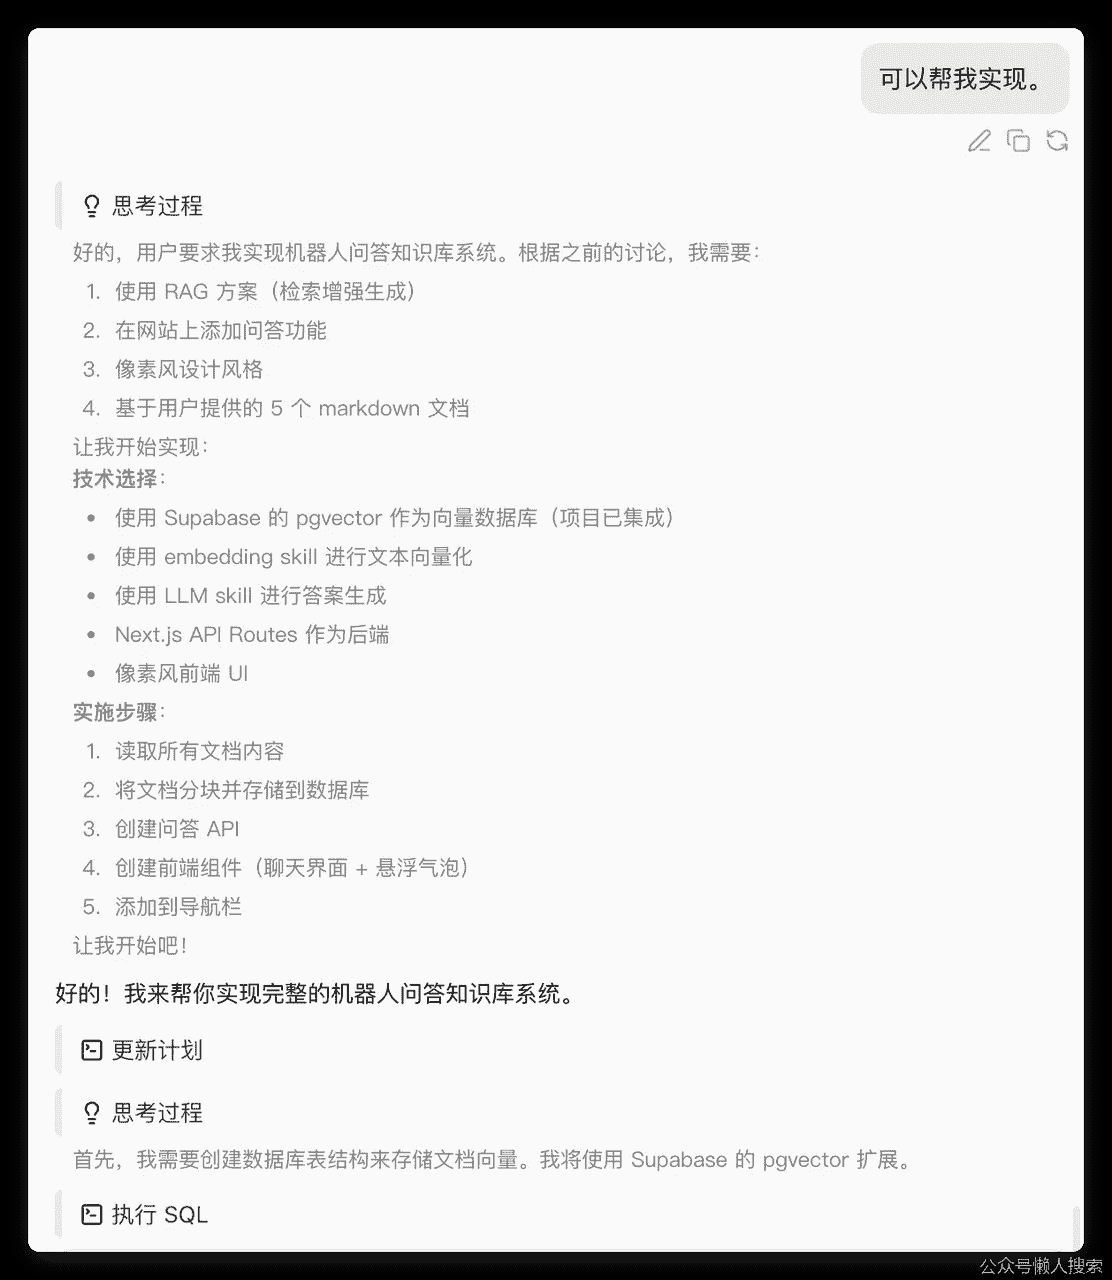 可以帮我实现。
思考过程
好的，用户要求我实现机器人问答知识库系统。根据之前的讨论，我需要：
1. 使用 RAG 方案（检索增强生成）
2. 在网站上添加问答功能
3. 像素风设计风格
4. 基于用户提供的 5 个 markdown 文档
让我开始实现：
技术选择：
• 使用 Supabase 的 pgvector 作为向量数据库（项目已集成）
• 使用 embedding skill 进行文本向量化
• 使用 LLM skill 进行答案生成
• Next.js API Routes 作为后端
• 像素风前端 UI
实施步骤：
1. 读取所有文档内容
2. 将文档分块并存储到数据库
3. 创建问答 API
4. 创建前端组件（聊天界面 + 悬浮气泡）
5. 添加到导航栏
让我开始吧！
好的！我来帮你实现完整的机器人问答知识库系统。
更新计划
思考过程
首先，我需要创建数据库表结构来存储文档向量。我将使用 Supabase 的 pgvector 扩展。
执行 SQL
公众号懒人搜索